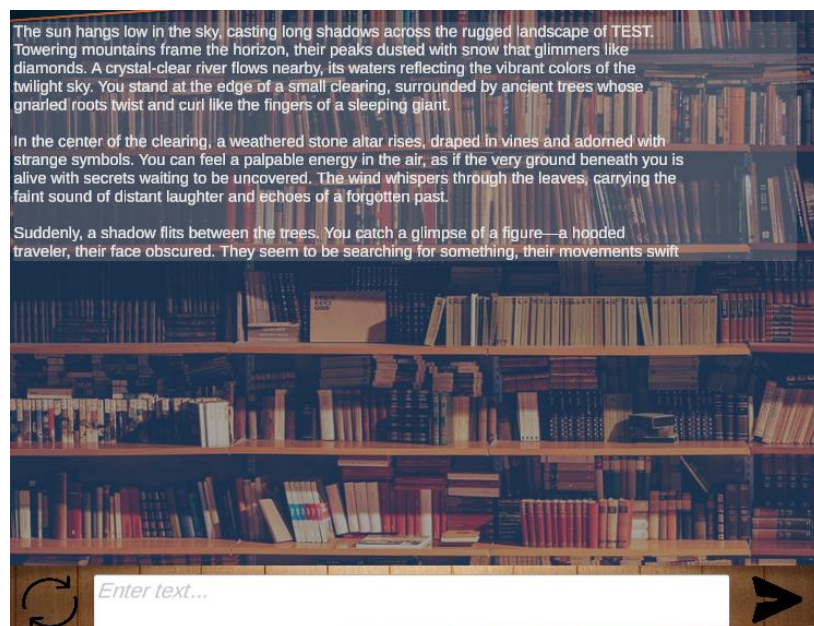 The sun hangs low in the sky, casting long shadows across the rugged landscape of TEST.
Towering mountains frame the horizon, their peaks dusted with snow that glimmers like
diamonds. A crystal-clear river flows nearby, its waters reflecting the vibrant colors of the
twilight sky. You stand at the edge of a small clearing, surrounded by ancient trees whose
gnarled roots twist and curl like the fingers of a sleeping giant.
In the center of the clearing, a weathered stone altar rises, draped in vines and adorned with
strange symbols. You can feel a palpable energy in the air, as if the very ground beneath you is
alive with secrets waiting to be uncovered. The wind whispers through the leaves, carrying the
faint sound of distant laughter and echoes of a forgotten past.
Suddenly, a shadow flits between the trees. You catch a glimpse of a figure—a hooded
traveler, their face obscured. They seem to be searching for something, their movements swift
Enter text...